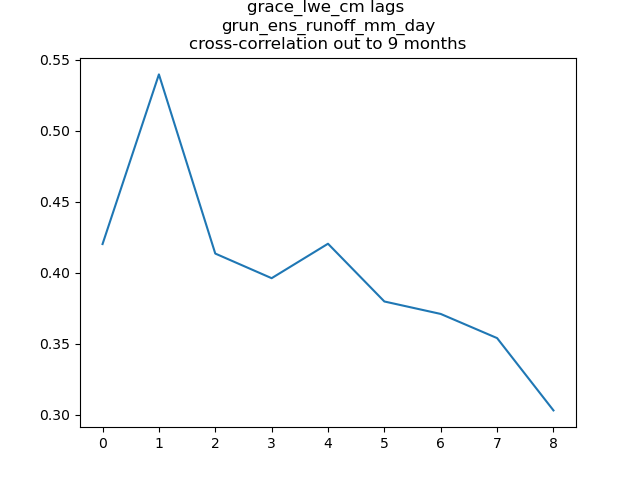 grace_lwe_cm lags
grun_ens_runoff_mm_day
cross-correlation out to 9 months
0.55
0.50
0.45
0.40
0.35
0.30
0 1 2 3 4 5 6 7 8